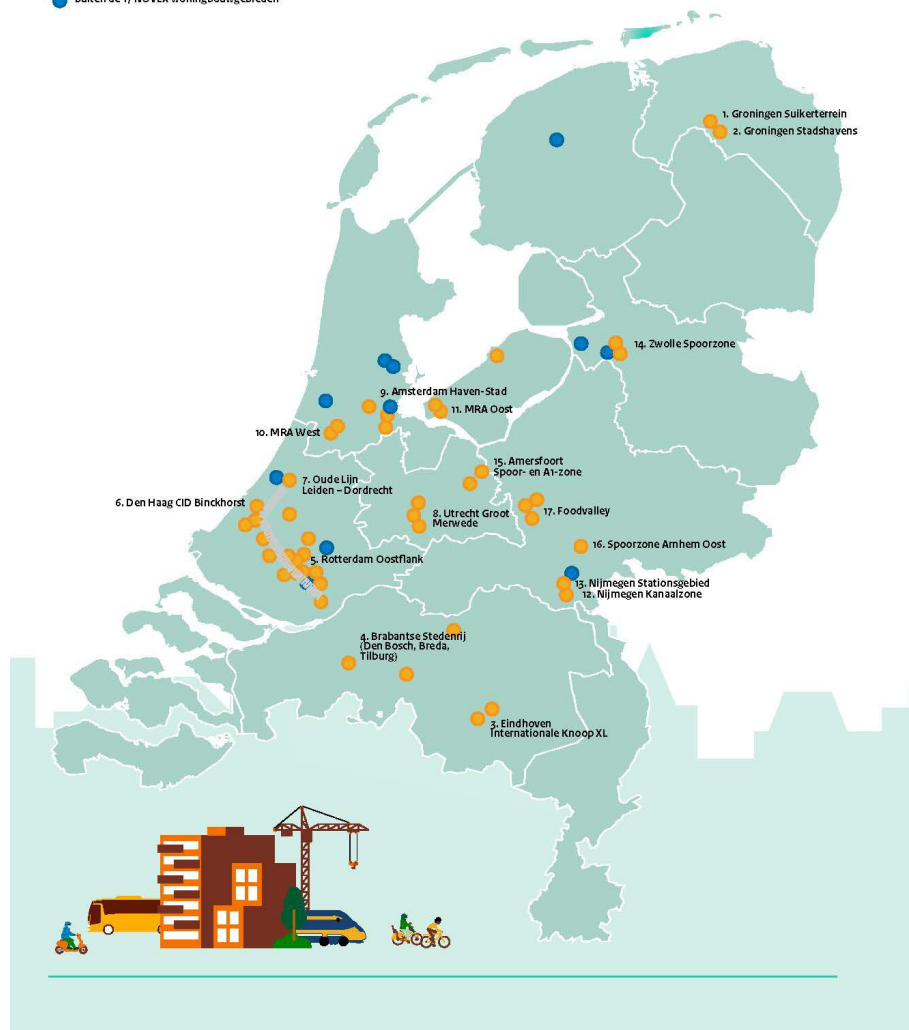 buiten de 17 NOVEX woningbouwgebieden
1. Groningen Suikerterrein
2. Groningen Stadshavens
14. Zwolle Spoorzone
9. Amsterdam Haven-Stad
11. MRA Oost
10. MRA West
15. Amersfoort
Spoor- en A1-zone
7. Oude Lijn
Leiden – Dordrecht
6. Den Haag CID Binckhorst
8. Utrecht Groot
Merwede
17. Foodvalley
16. Spoorzone Arnhem Oost
5. Rotterdam Oostflank
13. Nijmegen Stationsgebied
12. Nijmegen Kanaalzone
4. Brabantse Stedenrij
(Den Bosch, Breda,
Tilburg)
3. Eindhoven
Internationale Knoop XL